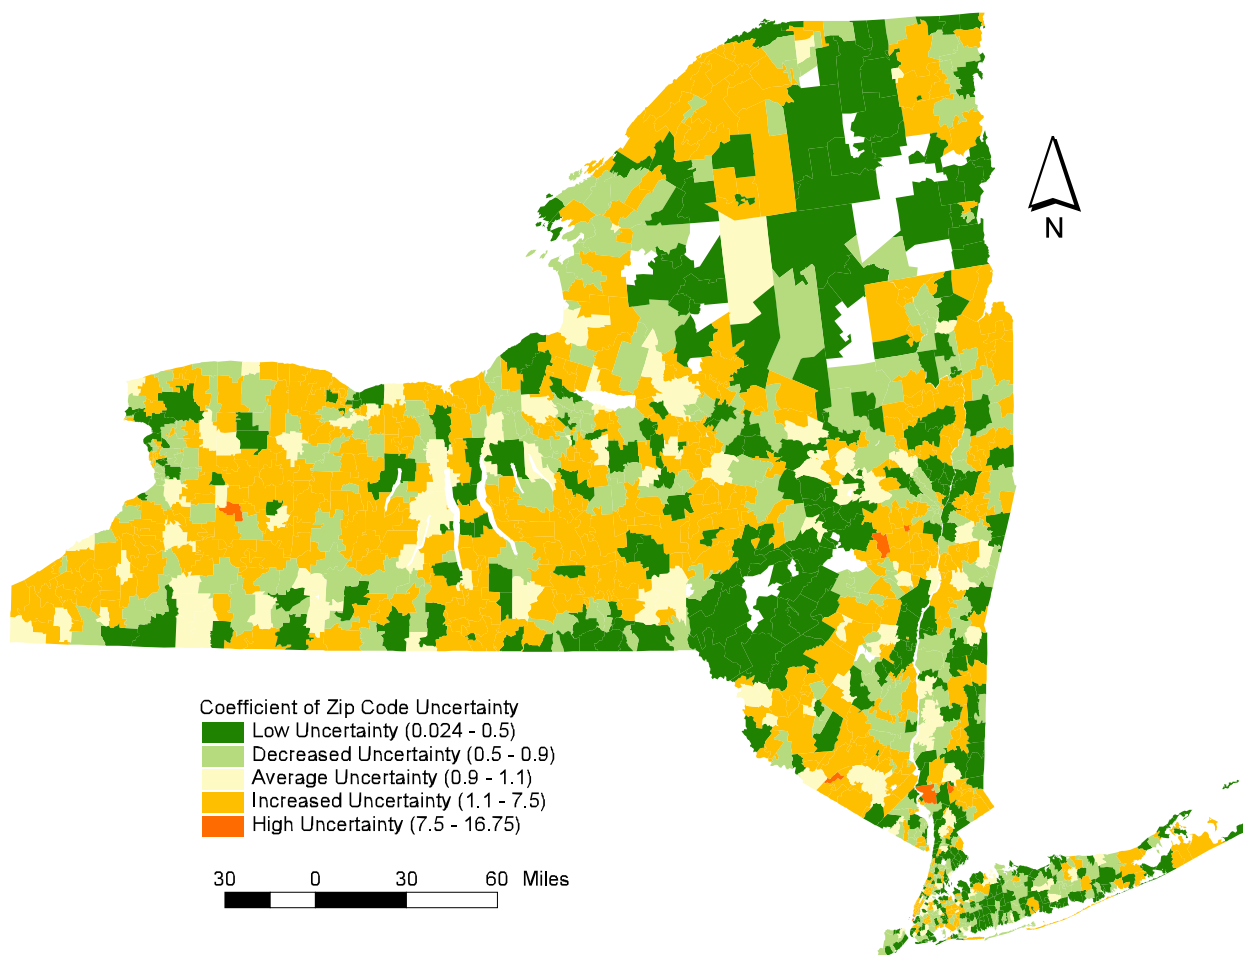 N
Coefficient of Zip Code Uncertainty
Low Uncertainty (0.024 - 0.5)
Decreased Uncertainty (0.5 - 0.9)
Average Uncertainty (0.9 - 1.1)
Increased Uncertainty (1.1 - 7.5)
High Uncertainty (7.5 - 16.75)
30 0 30 60 Miles